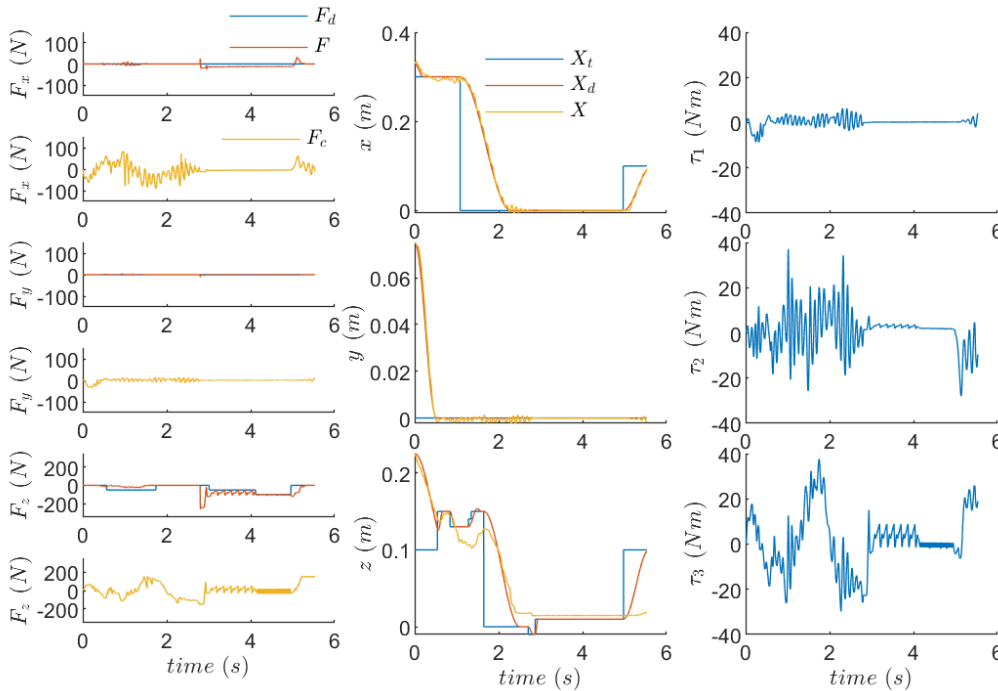 F_d
F
100
0
-100
F_x (N)
0 2 4 6
F_c
100
0
-100
F_x (N)
0 2 4 6
100
0
-100
F_y (N)
0 2 4 6
100
0
-100
F_y (N)
0 2 4 6
200
0
-200
F_z (N)
0 2 4 6
200
0
-200
F_z (N)
0 2 4 6
time (s)
0.4
0.2
0
x (m)
X_t
X_d
X
0 2 4 6
0.06
0.04
0.02
0
y (m)
0 2 4 6
0.2
0.1
0
z (m)
0 2 4 6
time (s)
40
20
0
-20
-40
τ_1 (Nm)
0 2 4 6
40
20
0
-20
-40
τ_2 (Nm)
0 2 4 6
40
20
0
-20
-40
τ_3 (Nm)
0 2 4 6
time (s)